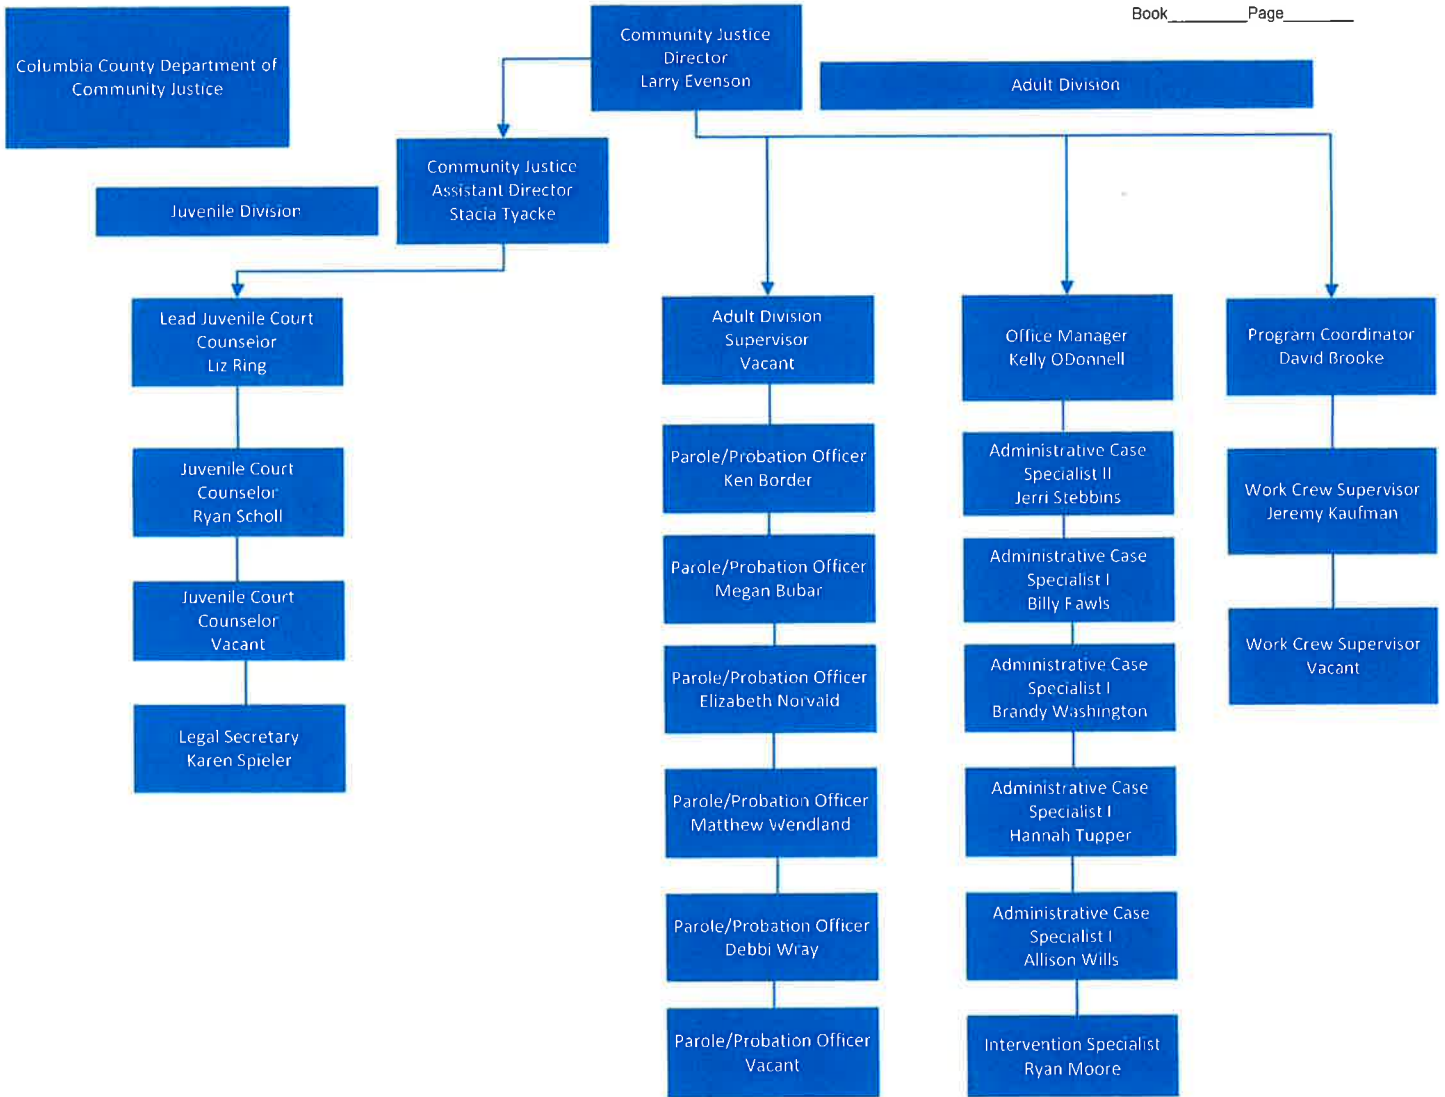 Book________Page________
Columbia County Department of
Community Justice
Community Justice
Director
Larry Evenson
Adult Division
Community Justice
Assistant Director
Stacia Tyacke
Juvenile Division
Lead Juvenile Court
Counselor
Liz Ring
Juvenile Court
Counselor
Ryan Scholl
Juvenile Court
Counselor
Vacant
Legal Secretary
Karen Spieler
Adult Division
Supervisor
Vacant
Parole/Probation Officer
Ken Border
Parole/Probation Officer
Megan Bubar
Parole/Probation Officer
Elizabeth Norvald
Parole/Probation Officer
Matthew Wendland
Parole/Probation Officer
Debbi Wray
Parole/Probation Officer
Vacant
Office Manager
Kelly ODonnell
Administrative Case
Specialist II
Jerri Stebbins
Administrative Case
Specialist I
Billy Fawls
Administrative Case
Specialist I
Brandy Washington
Administrative Case
Specialist I
Hannah Tupper
Administrative Case
Specialist I
Allison Wills
Intervention Specialist
Ryan Moore
Program Coordinator
David Brooke
Work Crew Supervisor
Jeremy Kaufman
Work Crew Supervisor
Vacant